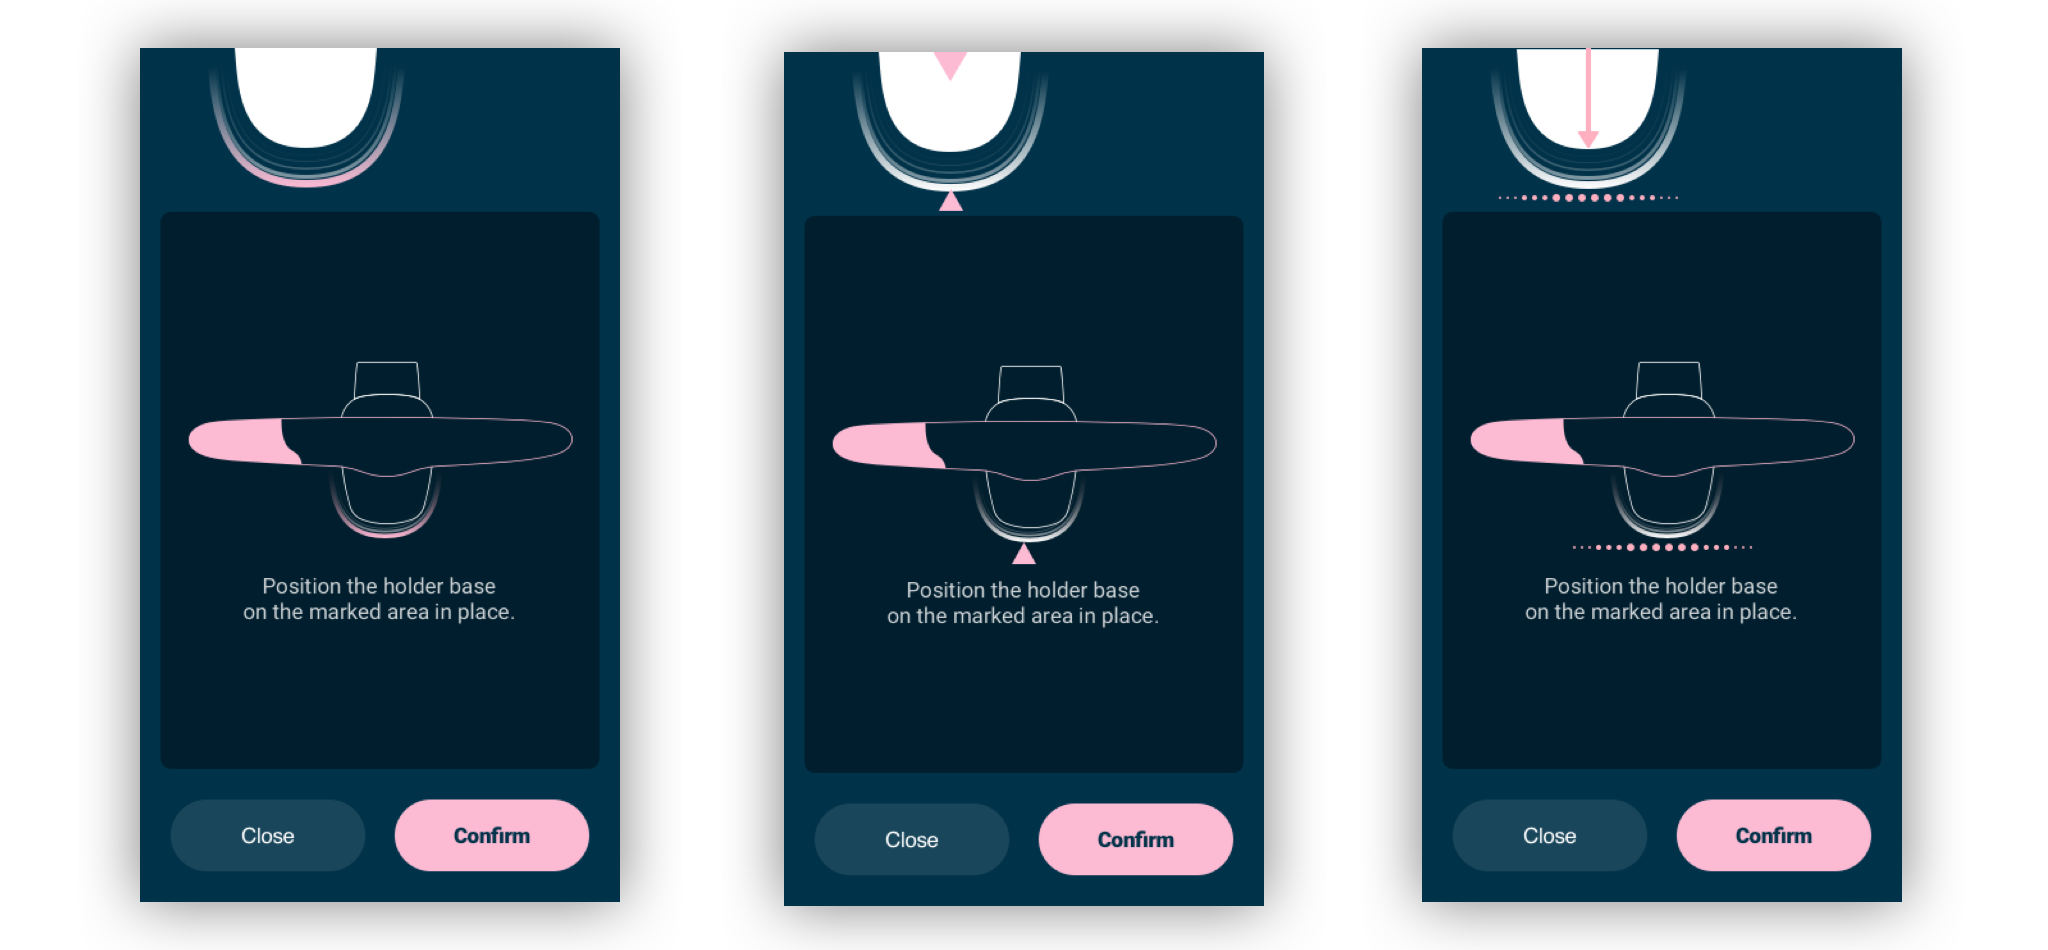 Position the holder base
on the marked area in place.
Close
Confirm
Position the holder base
on the marked area in place.
Close
Confirm
Position the holder base
on the marked area in place.
Close
Confirm